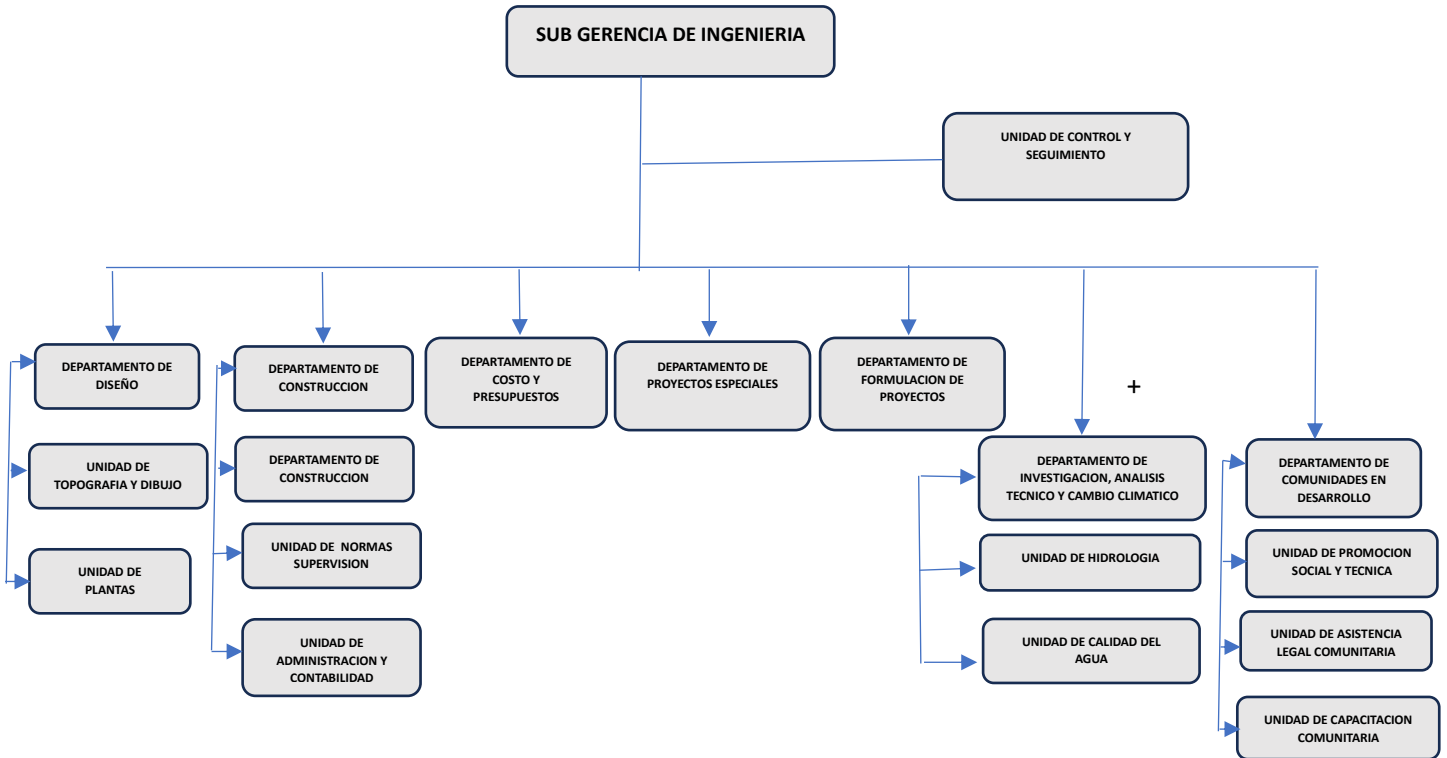 SUB GERENCIA DE INGENIERIA
UNIDAD DE CONTROL Y
SEGUIMIENTO
DEPARTAMENTO DE
DISEÑO
DEPARTAMENTO DE
CONSTRUCCION
DEPARTAMENTO DE
COSTO Y
PRESUPUESTOS
DEPARTAMENTO DE
PROYECTOS ESPECIALES
DEPARTAMENTO DE
FORMULACION DE
PROYECTOS
+
UNIDAD DE
TOPOGRAFIA Y DIBUJO
DEPARTAMENTO DE
CONSTRUCCION
DEPARTAMENTO DE
INVESTIGACION, ANALISIS
TECNICO Y CAMBIO CLIMATICO
DEPARTAMENTO DE
COMUNIDADES EN
DESARROLLO
UNIDAD DE
PLANTAS
UNIDAD DE NORMAS
SUPERVISION
UNIDAD DE HIDROLOGIA
UNIDAD DE PROMOCION
SOCIAL Y TECNICA
UNIDAD DE
ADMINISTRACION Y
CONTABILIDAD
UNIDAD DE CALIDAD DEL
AGUA
UNIDAD DE ASISTENCIA
LEGAL COMUNITARIA
UNIDAD DE CAPACITACION
COMUNITARIA